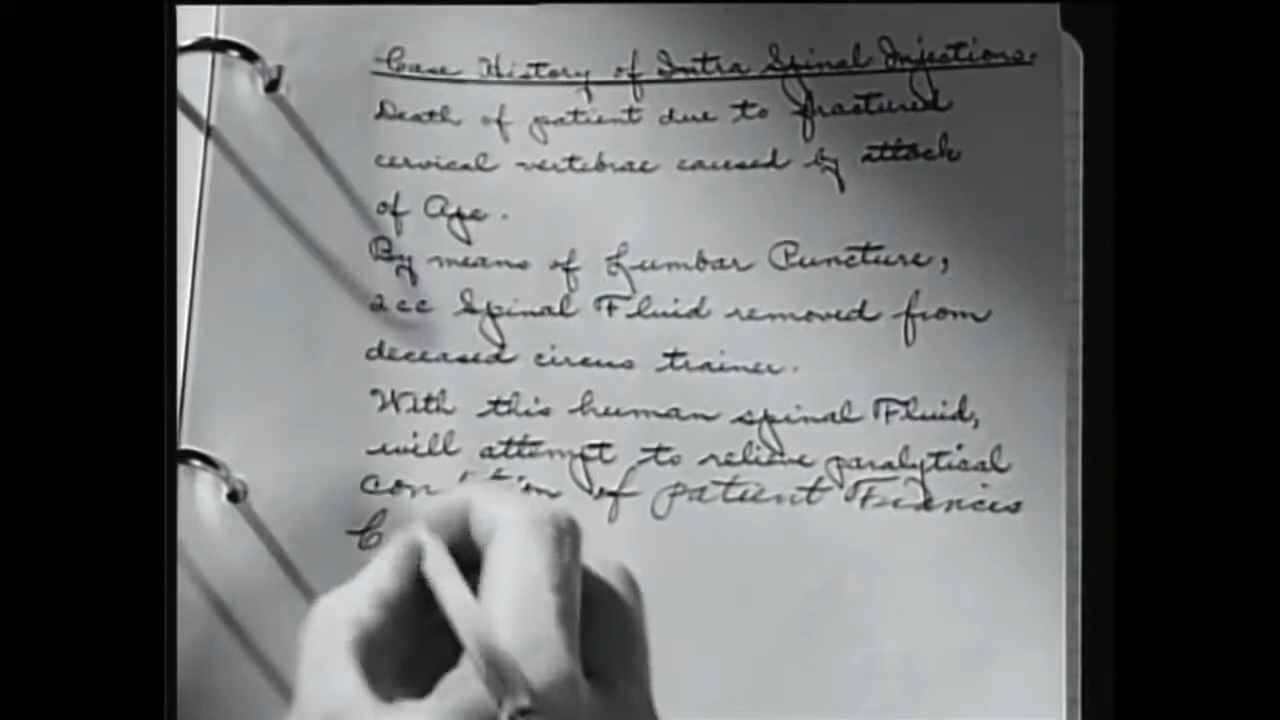 Case History of Intra Spinal Injections.
Death of patient due to fractured
cervical vertebrae caused by attack
of Ape.
By means of Lumbar Puncture,
2cc Spinal Fluid removed from
deceased circus trainer.
With this human spinal Fluid,
will attempt to relieve paralytical
of patient Frances
C